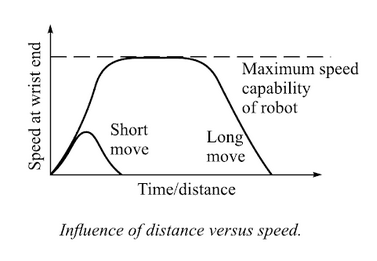 Speed at wrist end
Maximum speed
capability
of robot
Short
move
Long
move
Time/distance
Influence of distance versus speed.